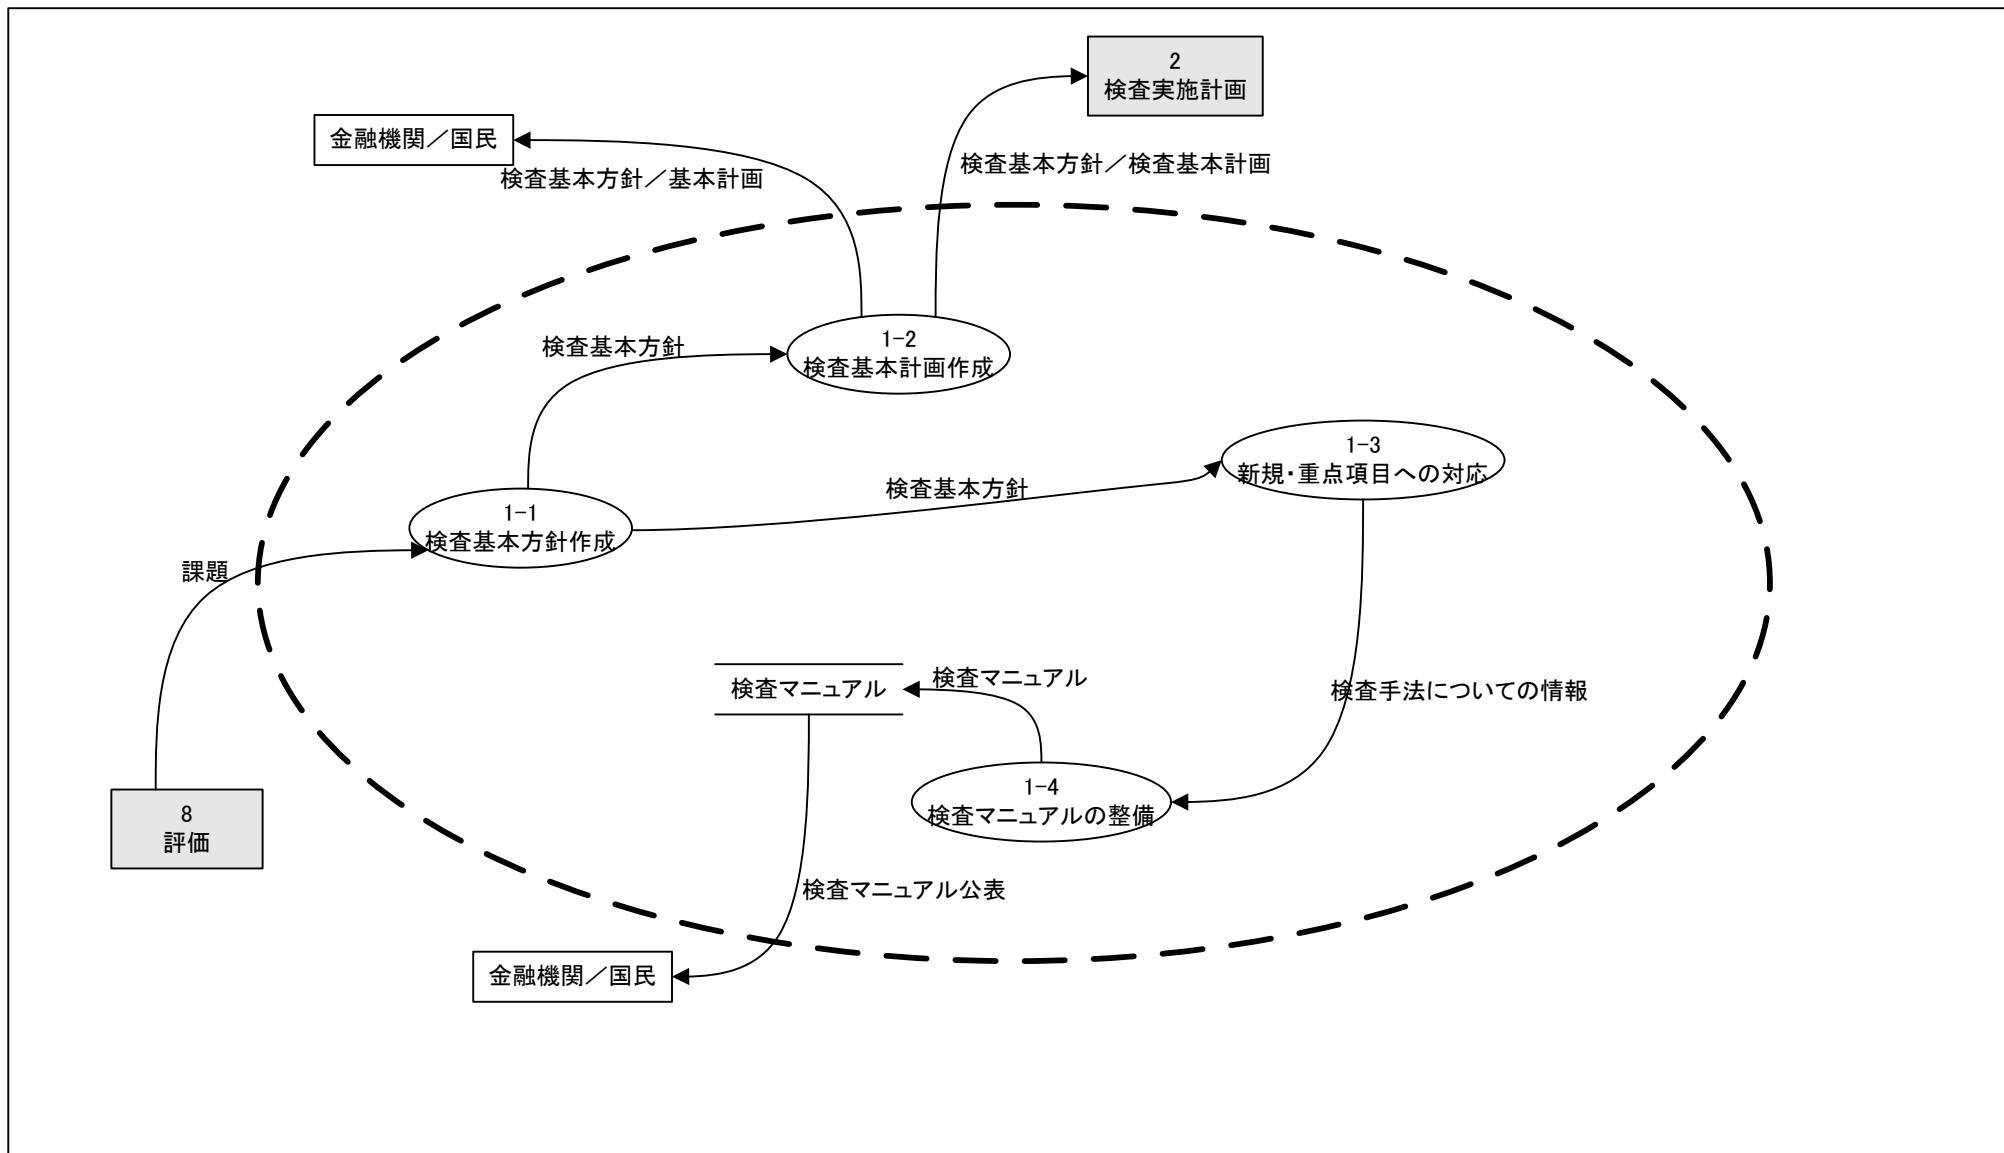 2
検査実施計画
金融機関／国民
検査基本方針／基本計画
検査基本方針／検査基本計画
1-2
検査基本計画作成
検査基本方針
1-3
新規・重点項目への対応
検査基本方針
1-1
検査基本方針作成
課題
検査マニュアル
検査マニュアル
検査手法についての情報
1-4
検査マニュアルの整備
8
評価
検査マニュアル公表
金融機関／国民